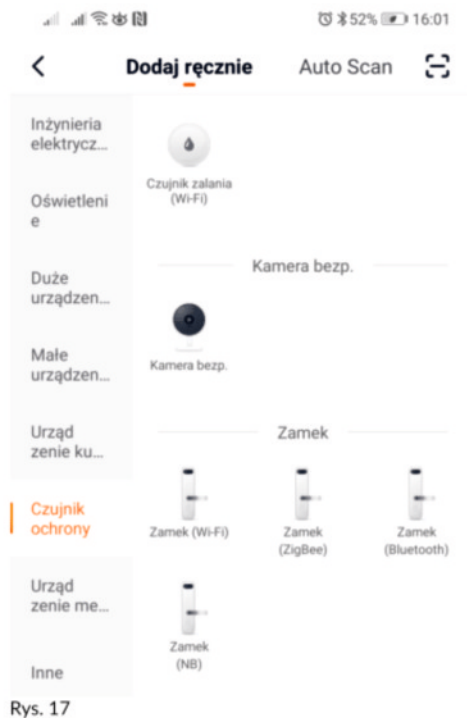 52% 16:01
Dodaj ręcznie Auto Scan
Inżynieria
elektrycz...
Oświetleni
e
Duże
urządzen...
Małe
urządzen...
Urząd
zenie ku...
Czujnik
ochrony
Urząd
zenie me...
Inne
Czujnik zalania
(Wi-Fi)
Kamera bezp.
Kamera bezp.
Zamek
Zamek (Wi-Fi)
Zamek
(ZigBee)
Zamek
(Bluetooth)
Zamek
(NB)
Rys. 17